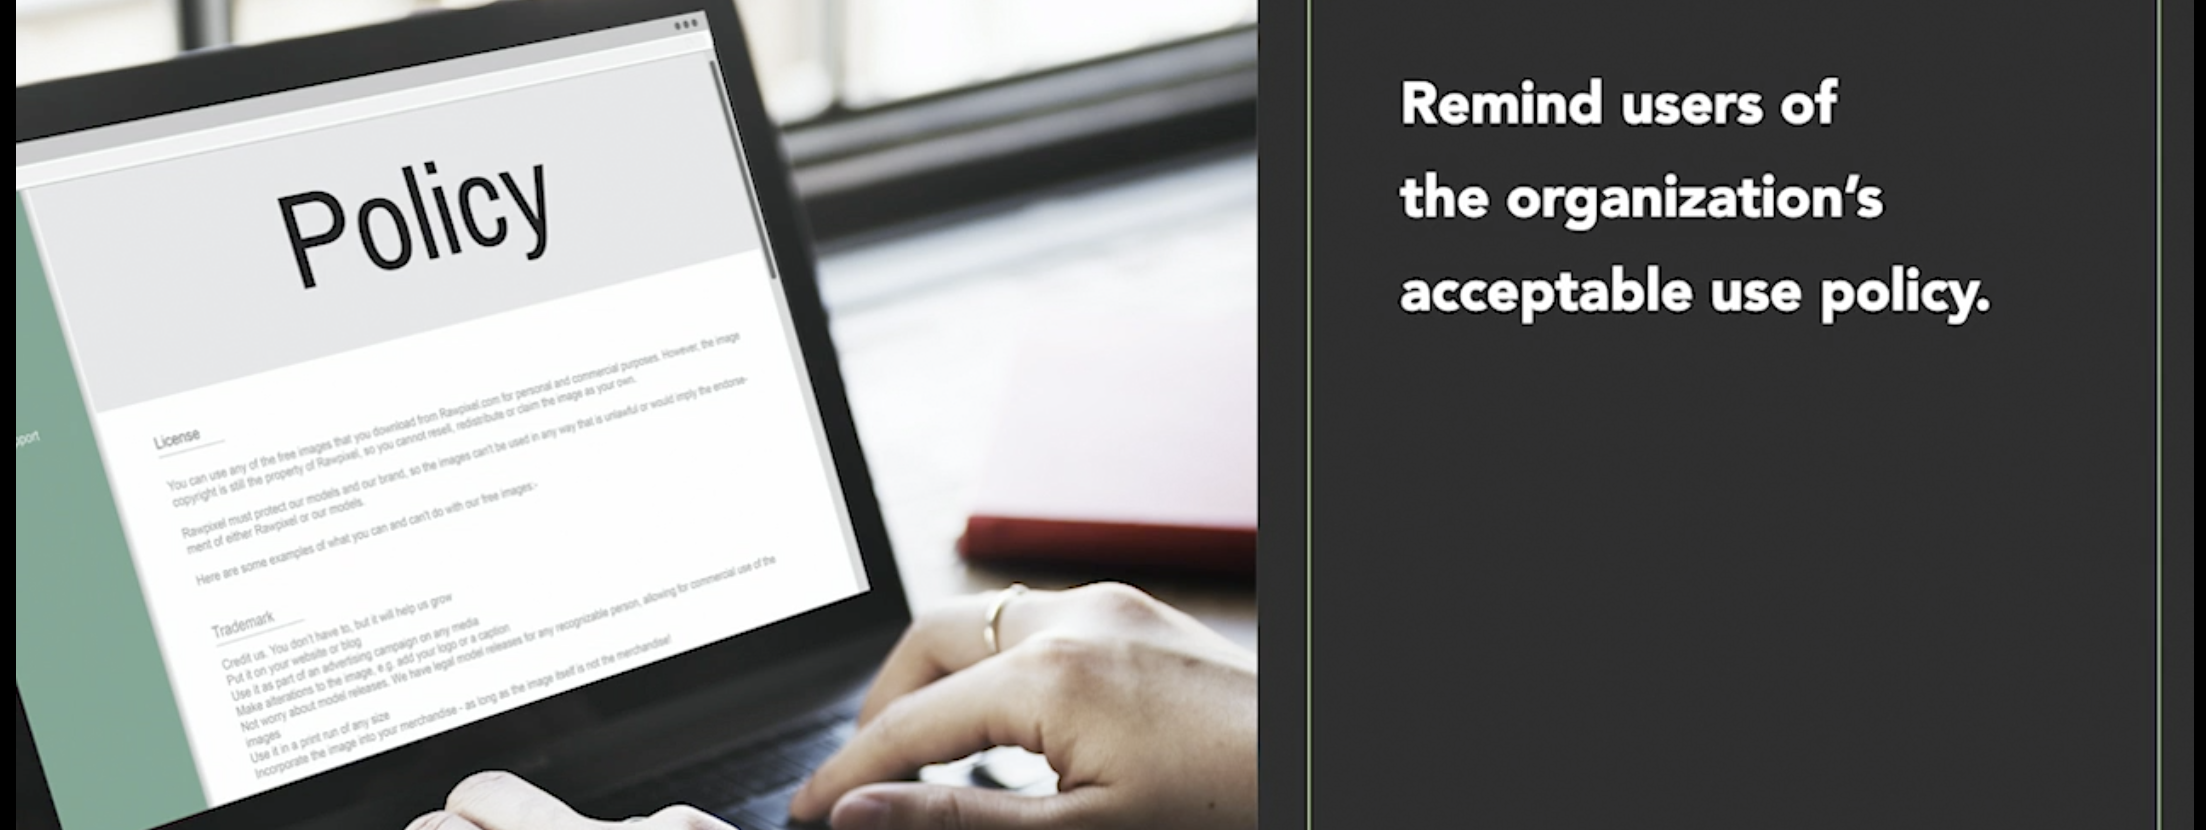 Policy
License
You can use any of the free images that you download from Rawpixel.com for personal and commercial purposes. However, the image
copyright is still the property of Rawpixel, so you cannot resell, redistribute or claim the image as your own.
Rawpixel must protect our models and our brand, so the images can't be used in any way that is unlawful or would imply the endorse-
ment of either Rawpixel or our models.
Here are some examples of what you can and can't do with our free images:-
Trademark
Credit us. You don't have to, but it will help us grow
Put it on your website or blog
Use it as part of an advertising campaign on any media
Make alterations to the image, e.g. add your logo or a caption
Not worry about model releases. We have legal model releases for any recognizable person, allowing for commercial use of the
images
Use it in a print run of any size
Incorporate the image into your merchandise - as long as the image itself is not the merchandise!
Remind users of
the organization's
acceptable use policy.